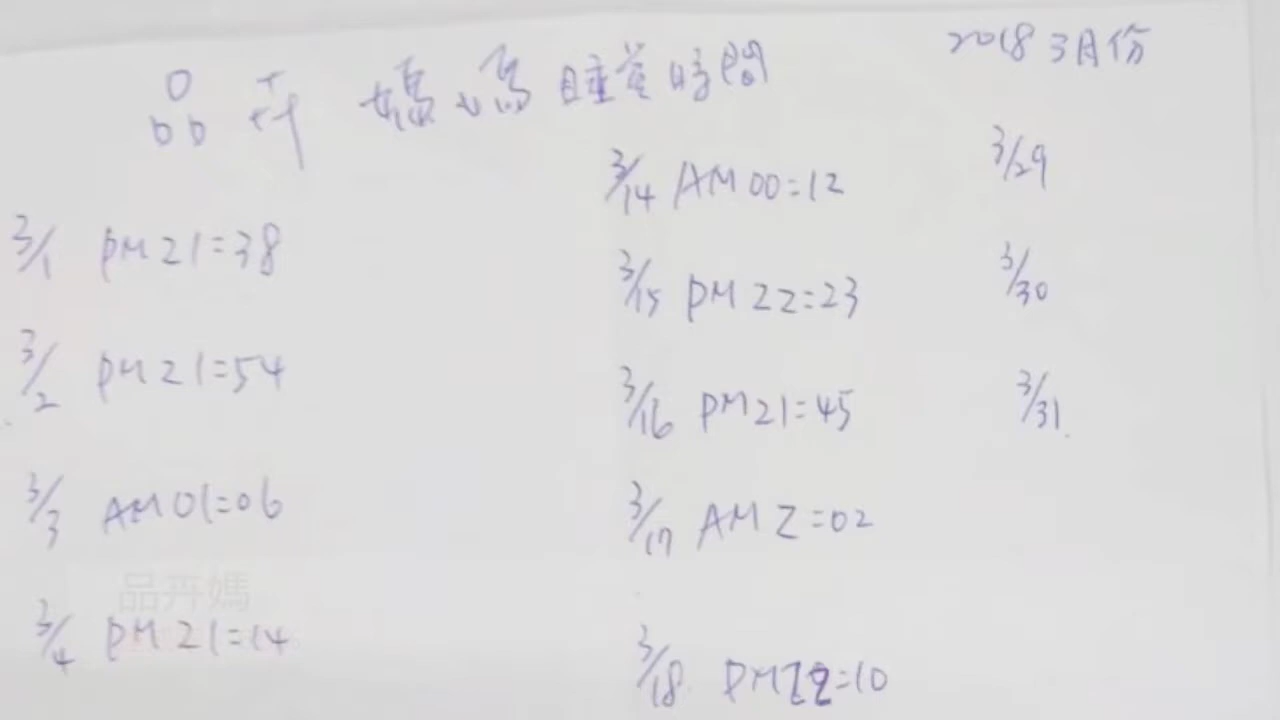 品卉媽媽睡著時間
2018 3月份
3/1 PM 21=38
3/2 PM 21=54
3/3 AM 01=06
3/4 PM 21=14
3/14 AM 00=12
3/15 PM 22=23
3/16 PM 21=45
3/17 AM 2=02
3/18 PM 22=10
3/29
3/30
3/31
品卉媽